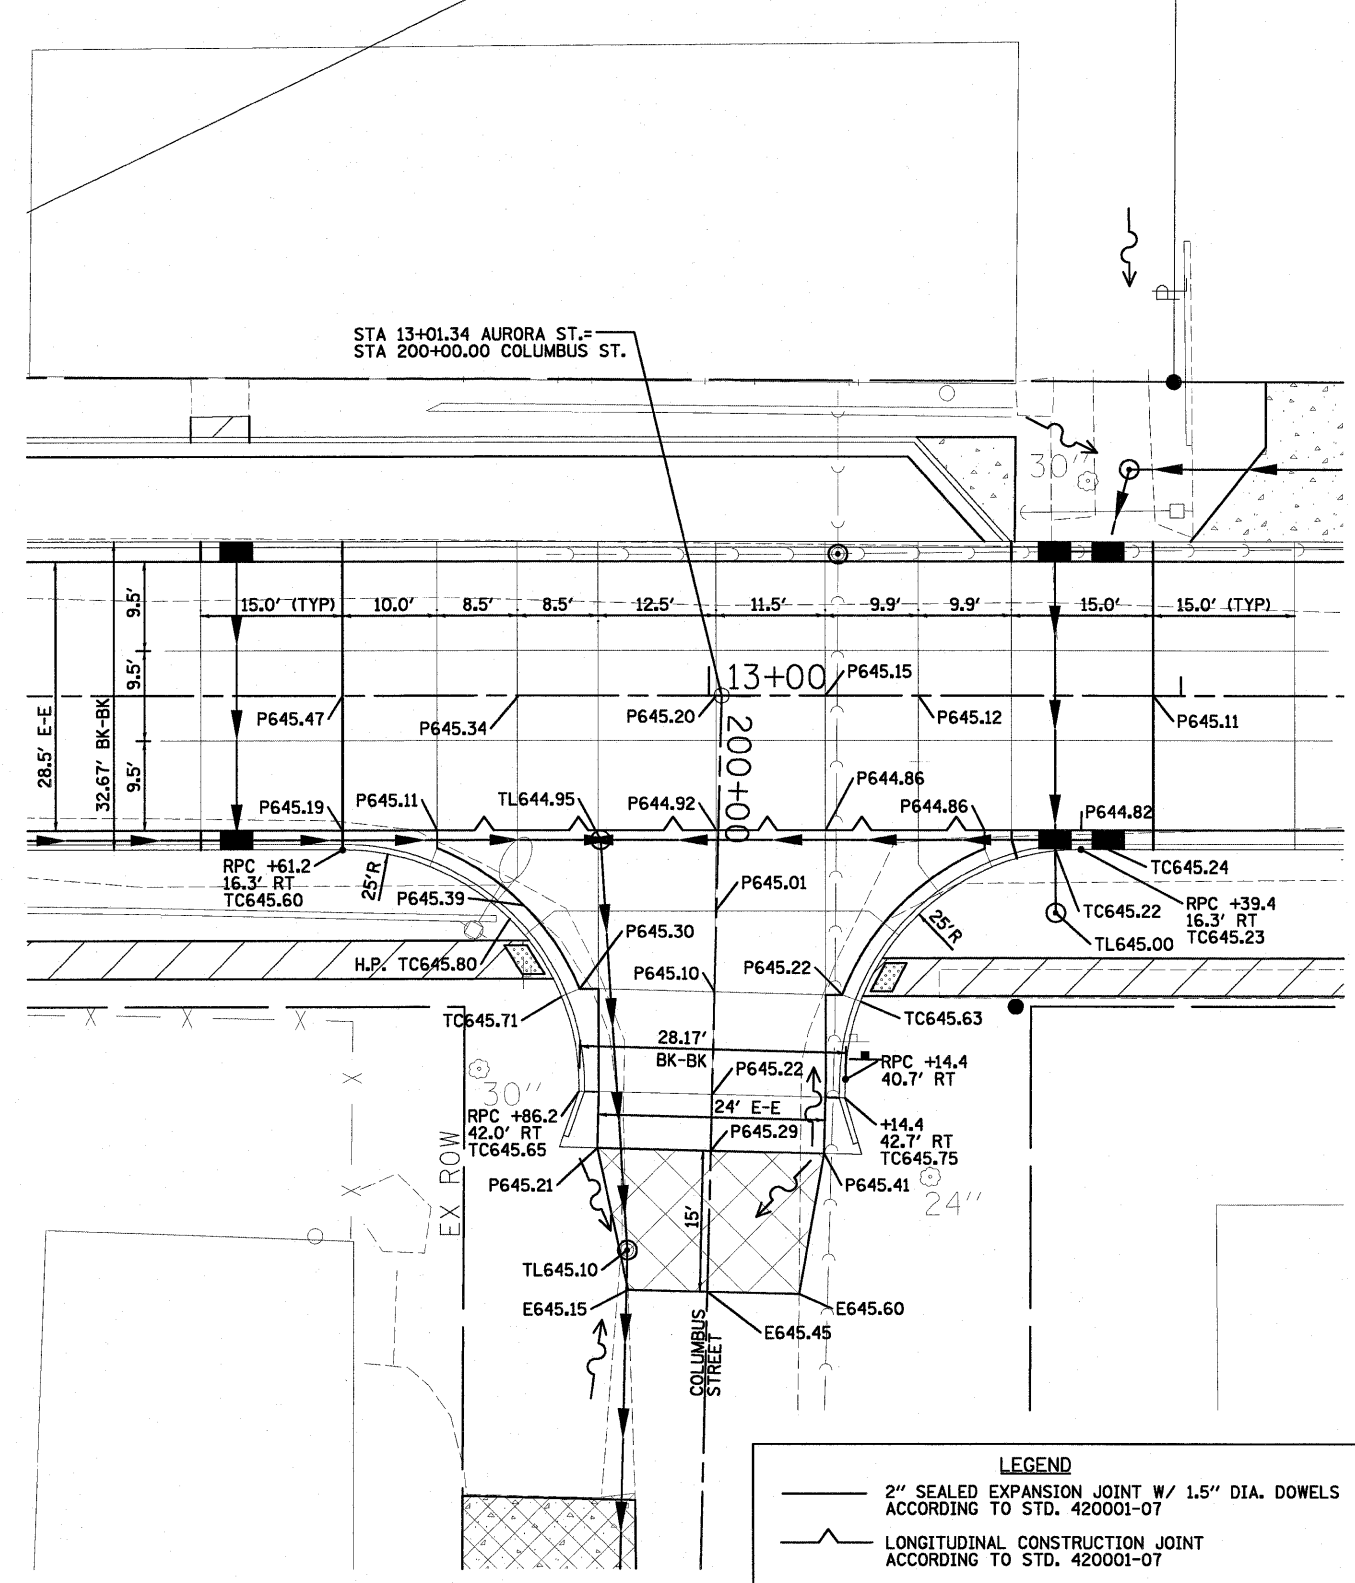 STA 13+01.34 AURORA ST.=
STA 200+00.00 COLUMBUS ST.
30''
15.0' (TYP)
10.0'
8.5'
8.5'
12.5'
11.5'
9.9'
9.9'
15.0'
15.0' (TYP)
9.5'
9.5'
9.5'
28.5' E-E
32.67' BK-BK
13+00
200+00
P645.15
P645.47
P645.34
P645.20
P645.12
P645.11
P645.19
P645.11
TL644.95
P644.92
P644.86
P644.86
P644.82
RPC +61.2
16.3' RT
TC645.60
25'R
P645.39
P645.01
25'R
TC645.24
TC645.22
RPC +39.4
16.3' RT
TC645.23
TL645.00
P645.30
H.P. TC645.80
P645.10
P645.22
TC645.71
TC645.63
28.17'
BK-BK
P645.22
RPC +14.4
40.7' RT
30''
24' E-E
RPC +86.2
42.0' RT
TC645.65
P645.29
+14.4
42.7' RT
TC645.75
EX ROW
P645.21
P645.41
24''
15'
TL645.10
E645.15
E645.60
E645.45
COLUMBUS
STREET
LEGEND
2'' SEALED EXPANSION JOINT W/ 1.5'' DIA. DOWELS
ACCORDING TO STD. 420001-07
LONGITUDINAL CONSTRUCTION JOINT
ACCORDING TO STD. 420001-07